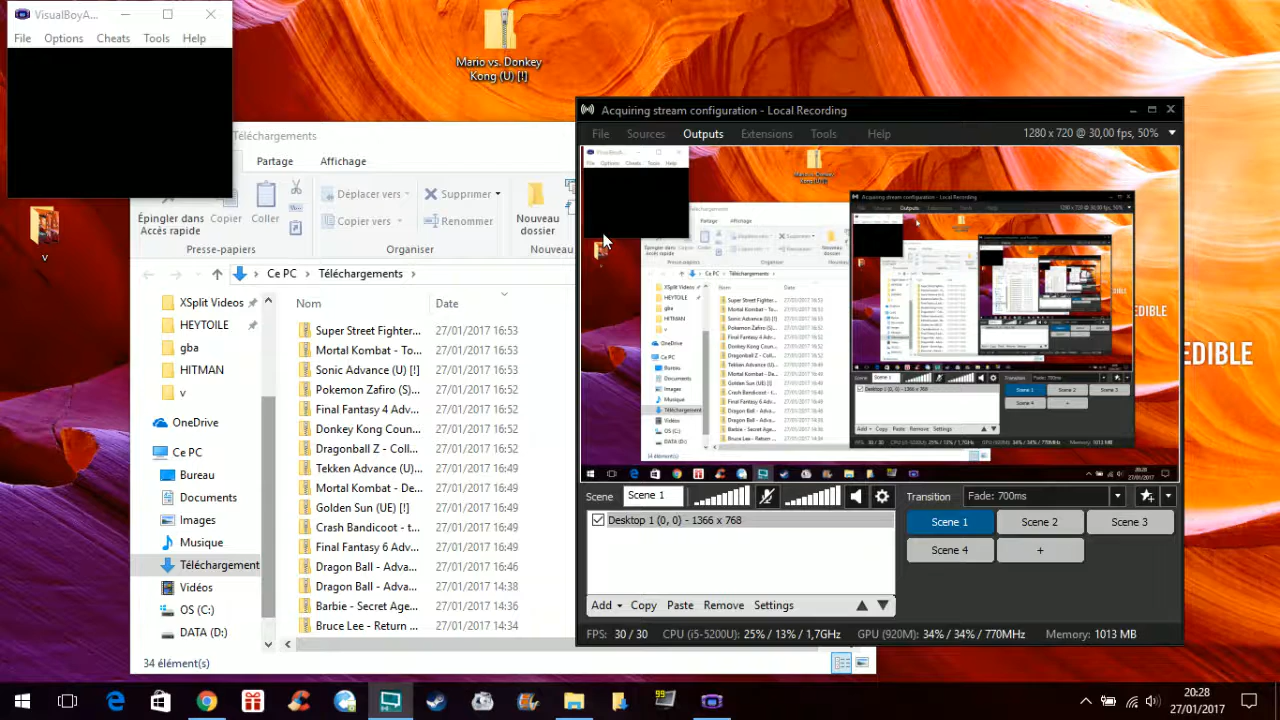 VisualBoyA...
File Options Cheats Tools Help
Mario vs. Donkey
Kong (U) [!]
v
Téléchargements
Partage Affichage
Épingler dans
Accès rapide
Copier
Coller
Presse-papiers
Déplacer vers
Supprimer
Copier vers
Renommer
Organiser
Nouveau
dossier
Nouveau
Ce PC > Téléchargements >
Nom Date
XSplit Videos
HEYTOILE
gba
HITMAN
v
OneDrive
Ce PC
Bureau
Documents
Images
Musique
Téléchargement
Vidéos
OS (C:)
DATA (D:)
Super Street Fighter... 27/01/2017 16:53
Mortal Kombat - To... 27/01/2017 16:53
Sonic Advance (U) [!] 27/01/2017 16:53
Pokemon Zafiro (S)... 27/01/2017 16:52
Final Fantasy 4 Adv... 27/01/2017 16:52
Donkey Kong Coun... 27/01/2017 16:52
Dragonball Z - Coll... 27/01/2017 16:52
Tekken Advance (U)... 27/01/2017 16:49
Mortal Kombat - De... 27/01/2017 16:49
Golden Sun (UE) [!] 27/01/2017 16:49
Crash Bandicoot - t... 27/01/2017 16:49
Final Fantasy 6 Adv... 27/01/2017 16:49
Dragon Ball - Adva... 27/01/2017 16:46
Dragon Ball - Adva... 27/01/2017 14:38
Barbie - Secret Age... 27/01/2017 14:36
Bruce Lee - Return ... 27/01/2017 14:34
34 élément(s)
Acquiring stream configuration - Local Recording
File Sources Outputs Extensions Tools Help
1280 x 720 @ 30,00 fps, 50%
Scene Scene 1
Desktop 1 (0, 0) - 1366 x 768
Add Copy Paste Remove Settings
Transition Fade: 700ms
Scene 1 Scene 2 Scene 3
Scene 4 +
FPS: 30 / 30 CPU (i5-5200U): 25% / 13% / 1,7GHz GPU (920M): 34% / 34% / 770MHz Memory: 1013 MB
EDIBLE
EDIBLE
99
20:28
27/01/2017